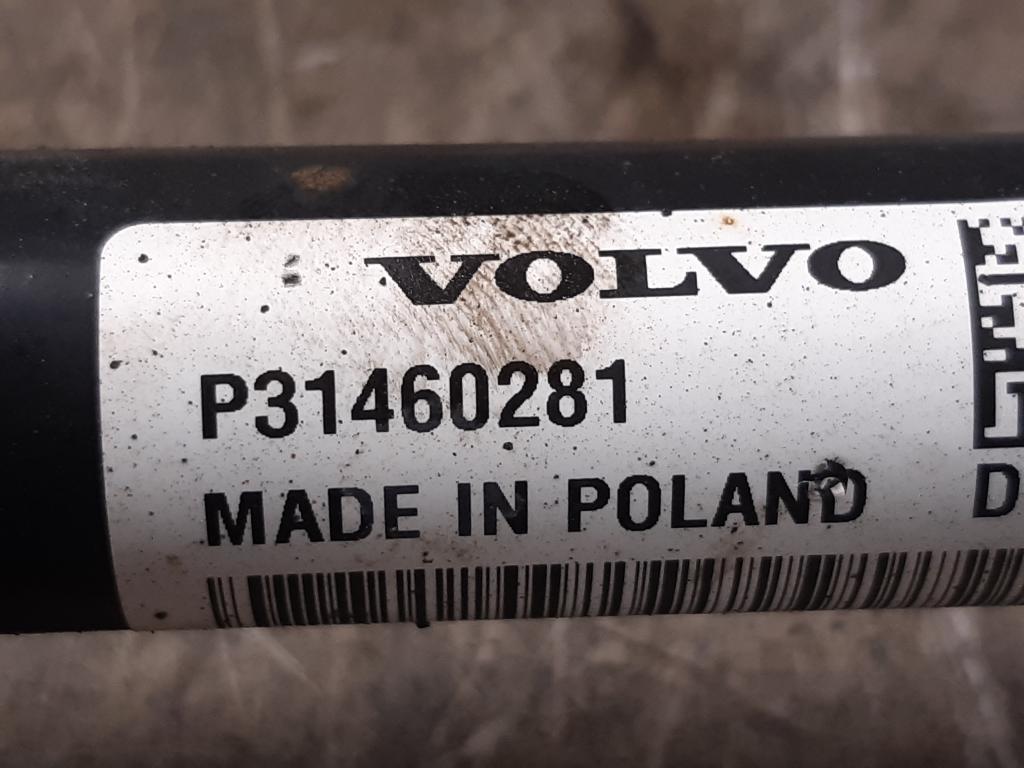 VOLVO
P31460281
MADE IN POLAND D